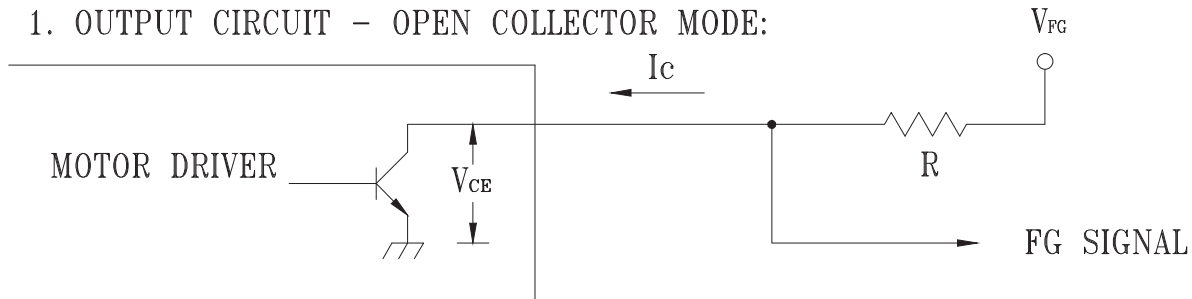 1. OUTPUT CIRCUIT - OPEN COLLECTOR MODE:
VFG
Ic
MOTOR DRIVER
VCE
R
FG SIGNAL